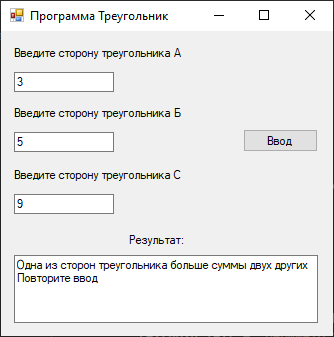 Программа Треугольник
Введите сторону треугольника А
3
Введите сторону треугольника Б
5
Ввод
Введите сторону треугольника С
9
Результат:
Одна из сторон треугольника больше суммы двух других
Повторите ввод